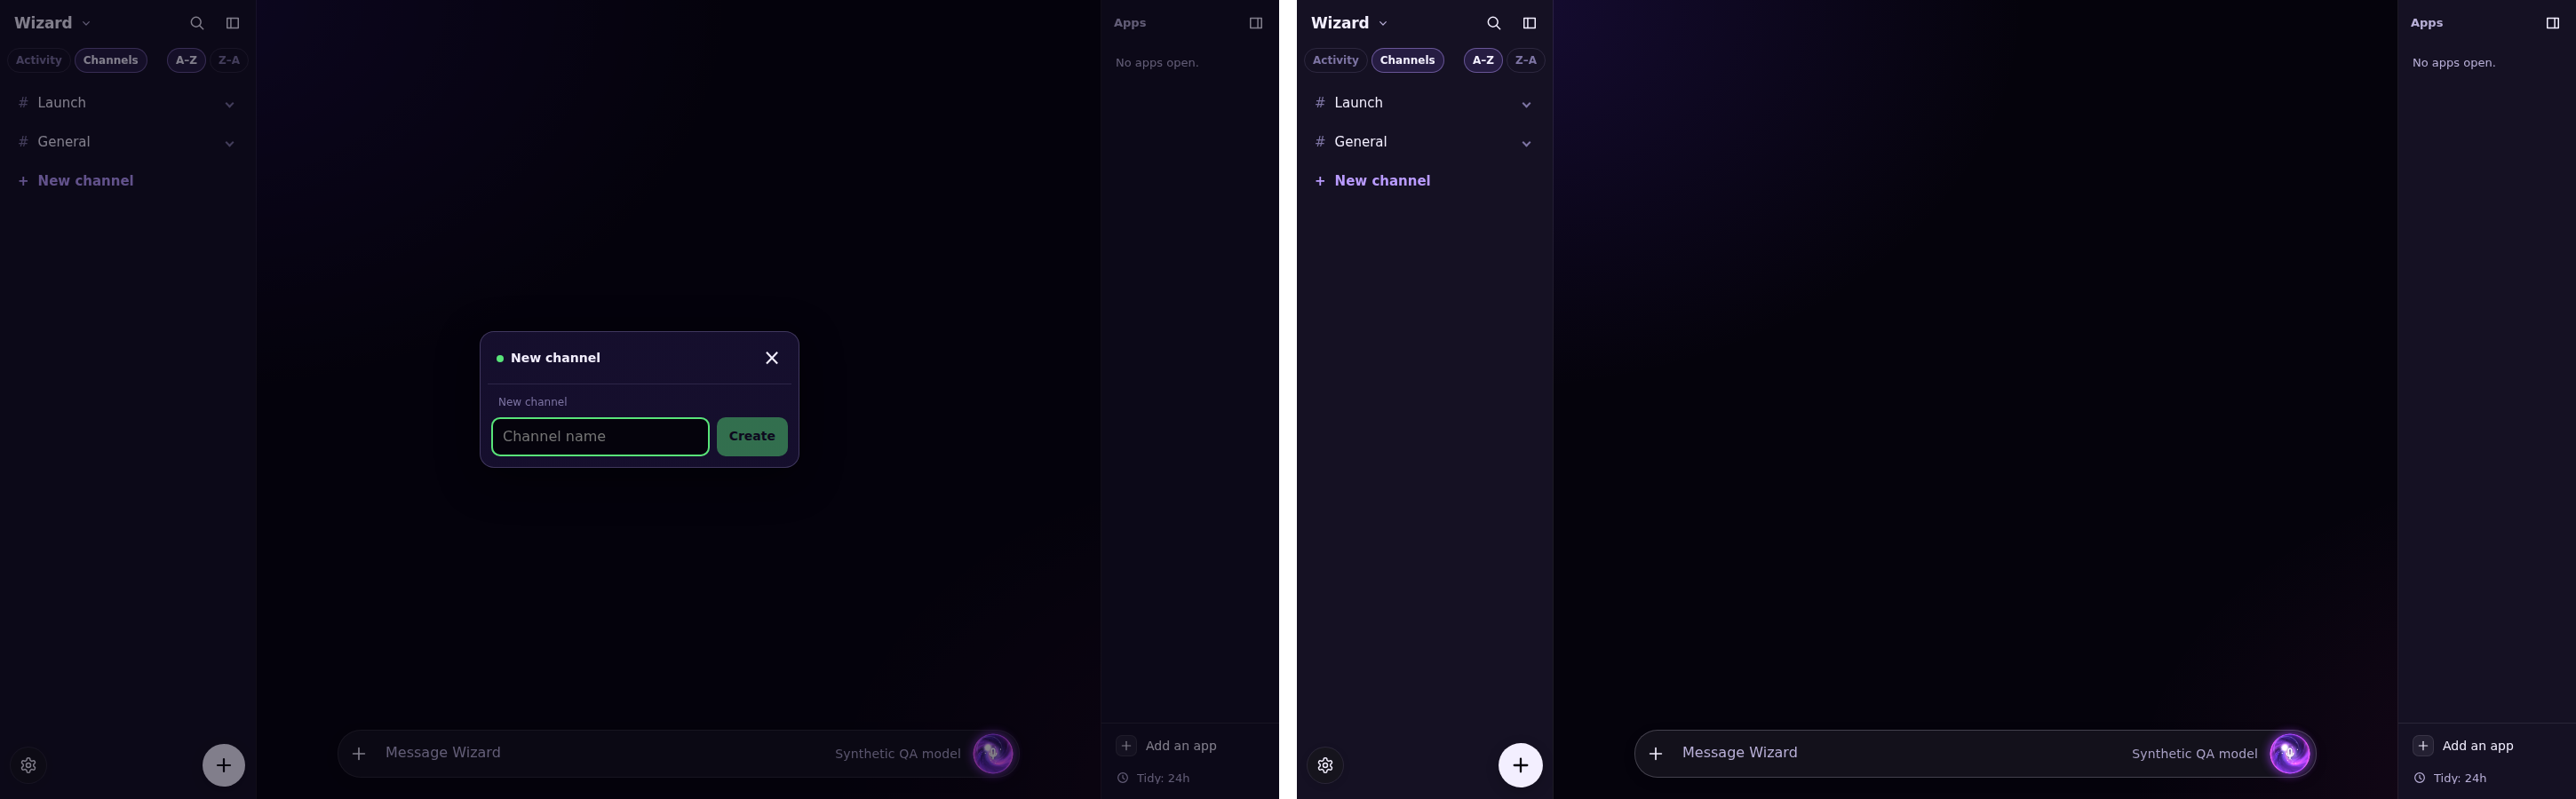 Wizard
Activity Channels A–Z Z–A
# Launch
# General
+ New channel
New channel
New channel
Channel name Create
Message Wizard Synthetic QA model
Apps
No apps open.
Add an app
Tidy: 24h
Wizard
Activity Channels A–Z Z–A
# Launch
# General
+ New channel
Message Wizard Synthetic QA model
Apps
No apps open.
Add an app
Tidy: 24h